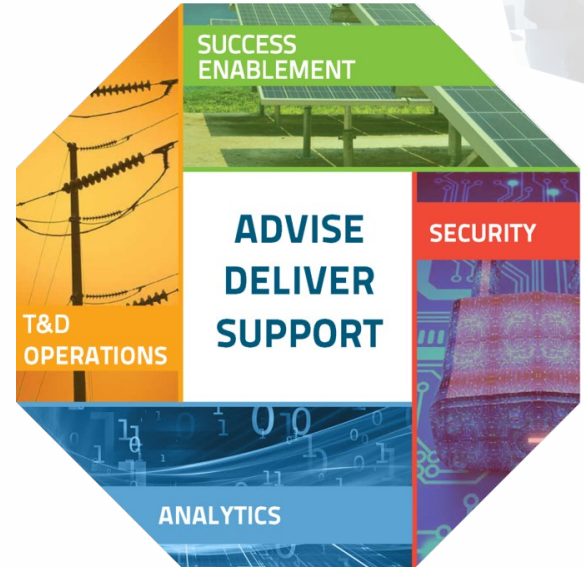 SUCCESS
ENABLEMENT
ADVISE
DELIVER
SUPPORT
SECURITY
T&D
OPERATIONS
ANALYTICS